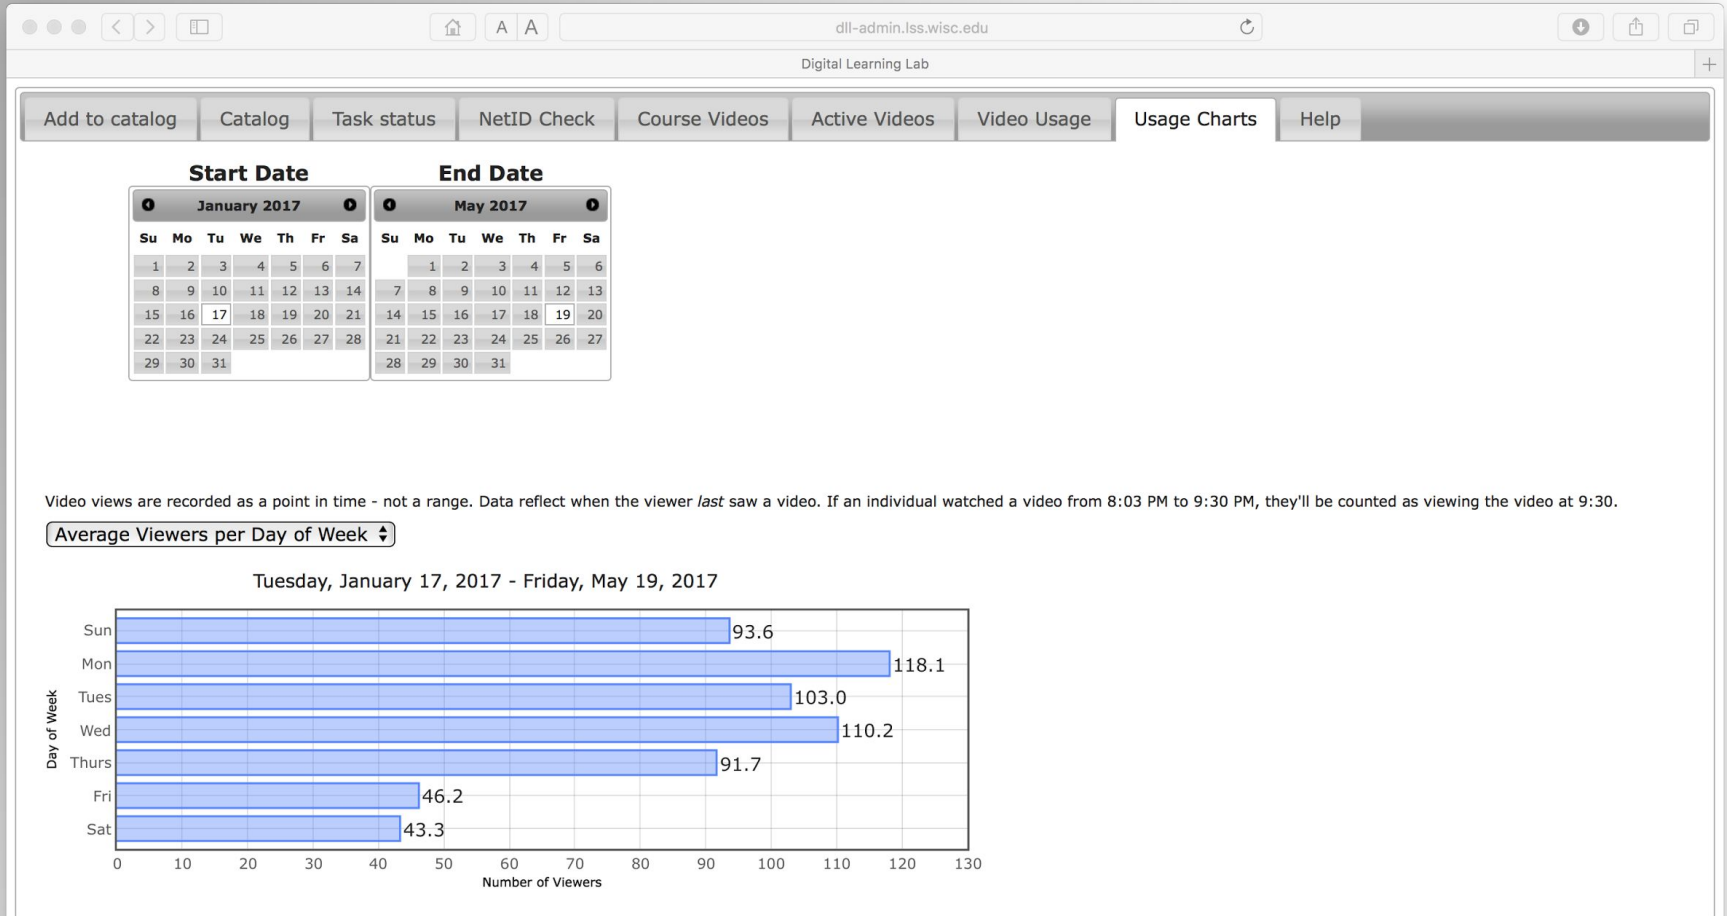 A A
dll-admin.lss.wisc.edu
Digital Learning Lab
Add to catalog Catalog Task status NetID Check Course Videos Active Videos Video Usage Usage Charts Help
Start Date End Date
January 2017 May 2017
Su Mo Tu We Th Fr Sa Su Mo Tu We Th Fr Sa
1 2 3 4 5 6 7 1 2 3 4 5 6
8 9 10 11 12 13 14 7 8 9 10 11 12 13
15 16 17 18 19 20 21 14 15 16 17 18 19 20
22 23 24 25 26 27 28 21 22 23 24 25 26 27
29 30 31 28 29 30 31
Video views are recorded as a point in time - not a range. Data reflect when the viewer last saw a video. If an individual watched a video from 8:03 PM to 9:30 PM, they'll be counted as viewing the video at 9:30.
Average Viewers per Day of Week
Tuesday, January 17, 2017 - Friday, May 19, 2017
Day of Week
Sun 93.6
Mon 118.1
Tues 103.0
Wed 110.2
Thurs 91.7
Fri 46.2
Sat 43.3
0 10 20 30 40 50 60 70 80 90 100 110 120 130
Number of Viewers